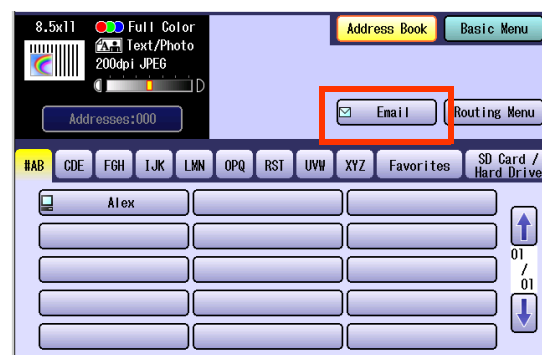 8.5x11 Full Color
Text/Photo
200dpi JPEG
D
Addresses:000
Address Book Basic Menu
Email Routing Menu
#AB CDE FGH IJK LMN OPQ RST UVW XYZ Favorites SD Card / Hard Drive
Alex
01
/
01